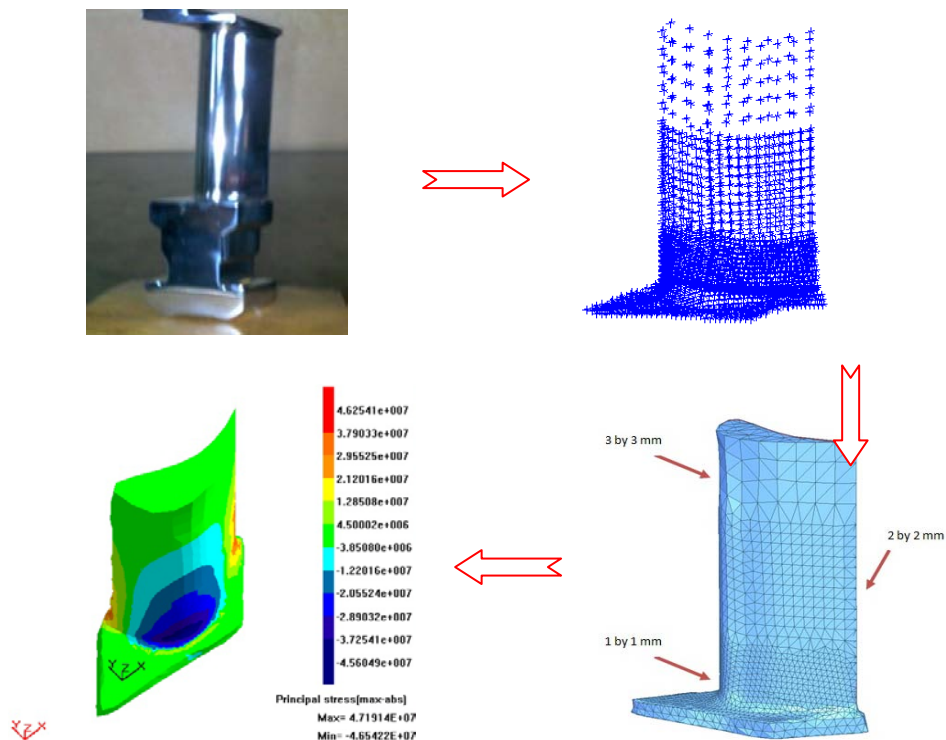 3 by 3 mm
2 by 2 mm
1 by 1 mm
4.62541e+007
3.79033e+007
2.95525e+007
2.12016e+007
1.28508e+007
4.50002e+006
-3.85080e+006
-1.22016e+007
-2.05524e+007
-2.89032e+007
-3.72541e+007
-4.56049e+007
Principal stress[max-abs)
Max= 4.71914E+07
Min= -4.65422E+07
Y Z X
Y Z X